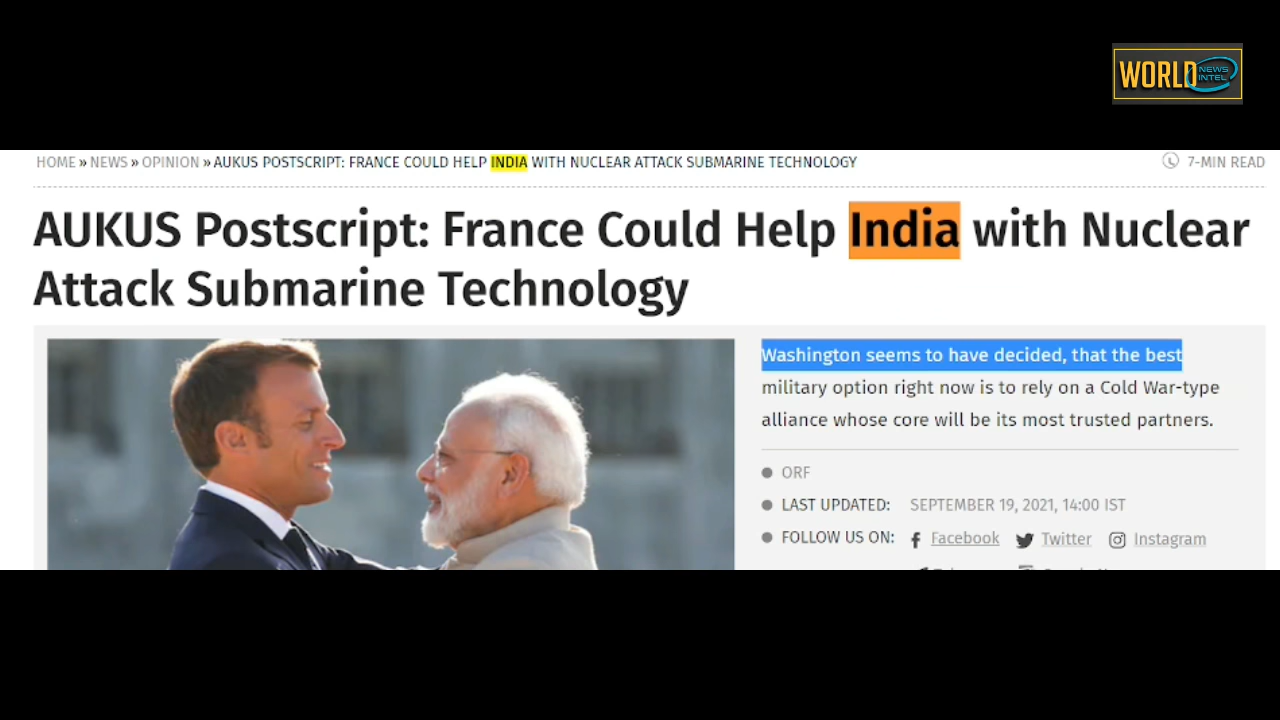 WORLD NEWS INTEL
HOME » NEWS » OPINION » AUKUS POSTSCRIPT: FRANCE COULD HELP INDIA WITH NUCLEAR ATTACK SUBMARINE TECHNOLOGY
7-MIN READ
AUKUS Postscript: France Could Help India with Nuclear
Attack Submarine Technology
Washington seems to have decided, that the best
military option right now is to rely on a Cold War-type
alliance whose core will be its most trusted partners.
ORF
LAST UPDATED: SEPTEMBER 19, 2021, 14:00 IST
FOLLOW US ON: Facebook Twitter Instagram